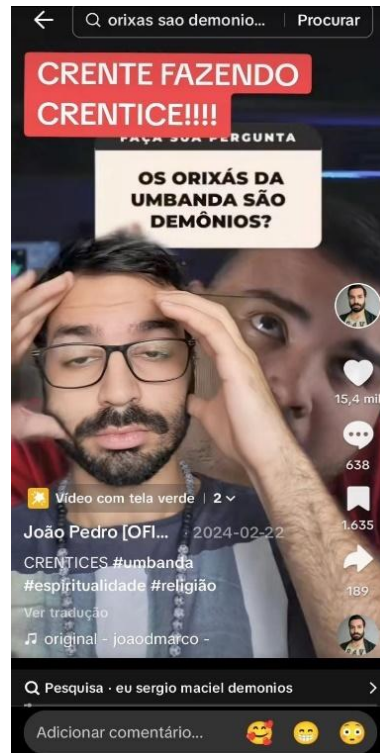 orixas sao demonio...
Procurar
CRENTE FAZENDO
CRENTICE!!!!
FAÇA SUA PERGUNTA
OS ORIXÁS DA
UMBANDA SÃO
DEMÔNIOS?
15,4 mil
638
1.635
189
Vídeo com tela verde | 2
João Pedro [OFI... · 2024-02-22
CRENTICES #umbanda
#espiritualidade #religião
Ver tradução
original - joaodmarco -
Pesquisa · eu sergio maciel demonios
Adicionar comentário...